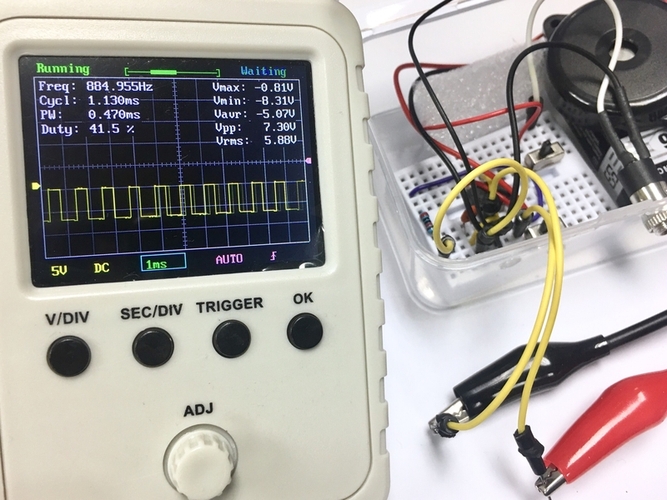 Running Waiting
Freq: 884.955Hz Vmax: -0.81V
Cycl: 1.130ms Vmin: -8.31V
PW: 0.470ms Vavr: -5.07V
Duty: 41.5 % Vpp: 7.30V
Vrms: 5.88V
5V DC 1ms AUTO
V/DIV SEC/DIV TRIGGER OK
ADJ